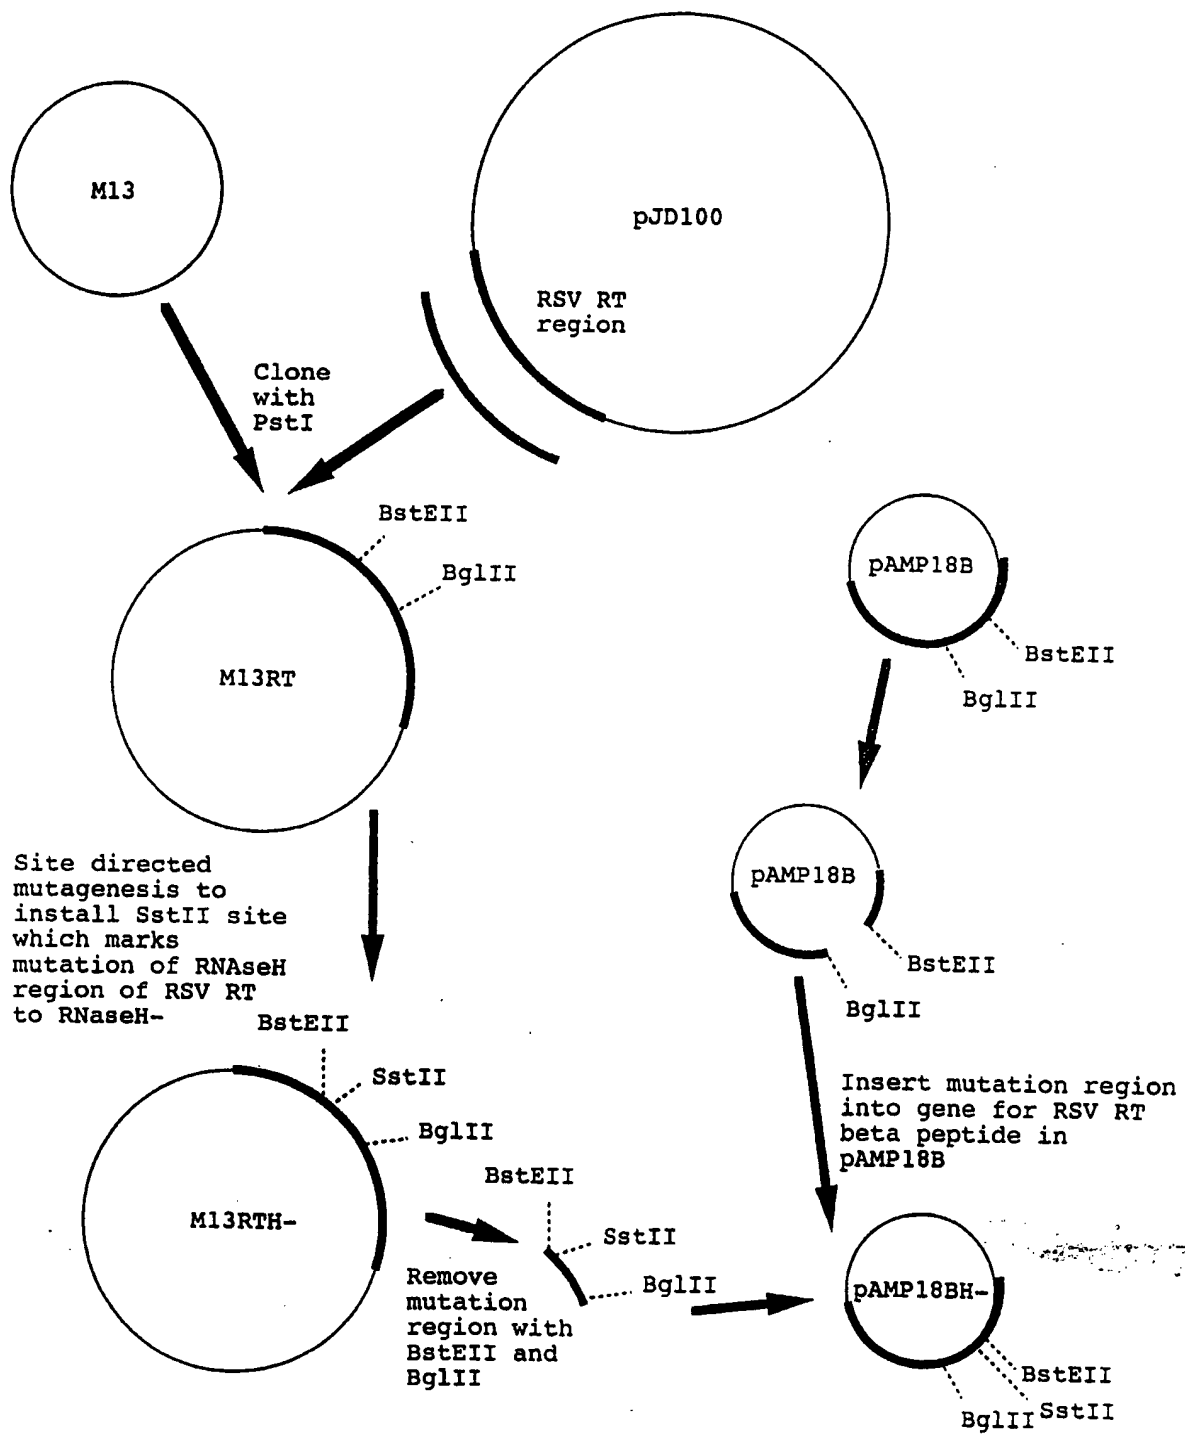 M13
pJD100
RSV RT
region
Clone
with
PstI
BstEII
BglII
M13RT
pAMP18B
BstEII
BglII
Site directed
mutagenesis to
install SstII site
which marks
mutation of RNAseH
region of RSV RT
to RNaseH-
pAMP18B
BstEII
BglII
BstEII
SstII
BglII
M13RTH-
Insert mutation region
into gene for RSV RT
beta peptide in
pAMP18B
BstEII
SstII
BglII
Remove
mutation
region with
BstEII and
BglII
pAMP18BH-
BstEII
SstII
BglII